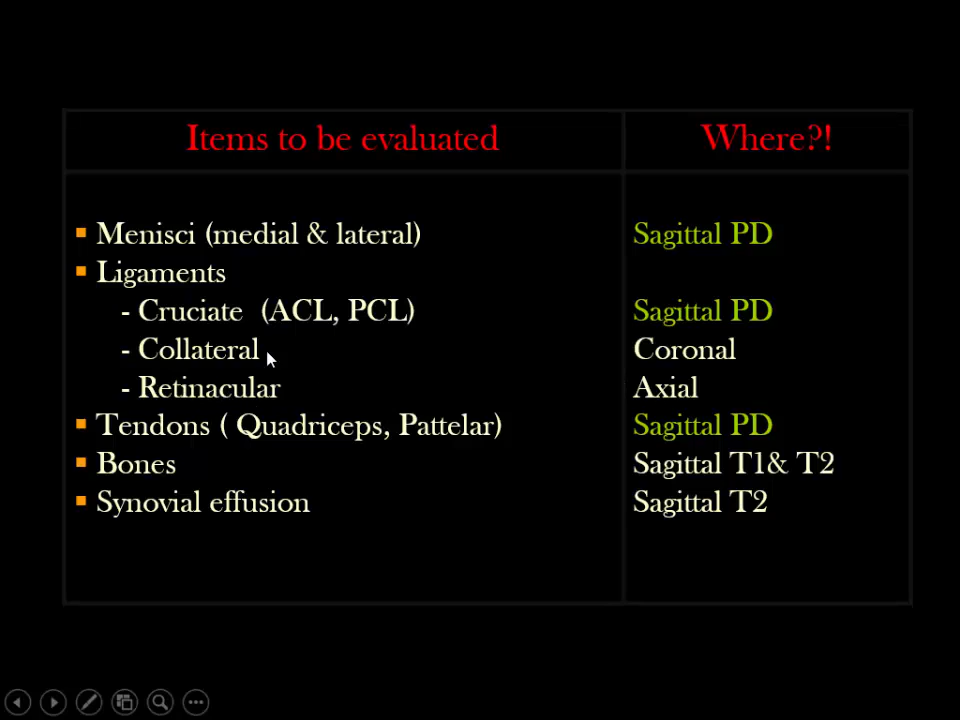 Items to be evaluated Where?!
▪ Menisci (medial & lateral) Sagittal PD
▪ Ligaments
- Cruciate (ACL, PCL) Sagittal PD
- Collateral Coronal
- Retinacular Axial
▪ Tendons ( Quadriceps, Pattelar) Sagittal PD
▪ Bones Sagittal T1& T2
▪ Synovial effusion Sagittal T2